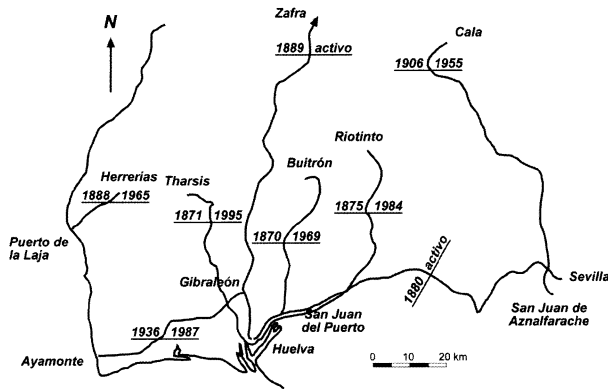 N
Zafra
1889 activo
Cala
1906 1955
Riotinto
Buitrón
Herrerías
Tharsis
1888 1965
1875 1984
1871 1995
1870 1969
Puerto de
la Laja
Gibraleón
1880 activo
Sevilla
San Juan de
Aznalfarache
San Juan
del Puerto
1936 1987
Huelva
Ayamonte
0 10 20 km